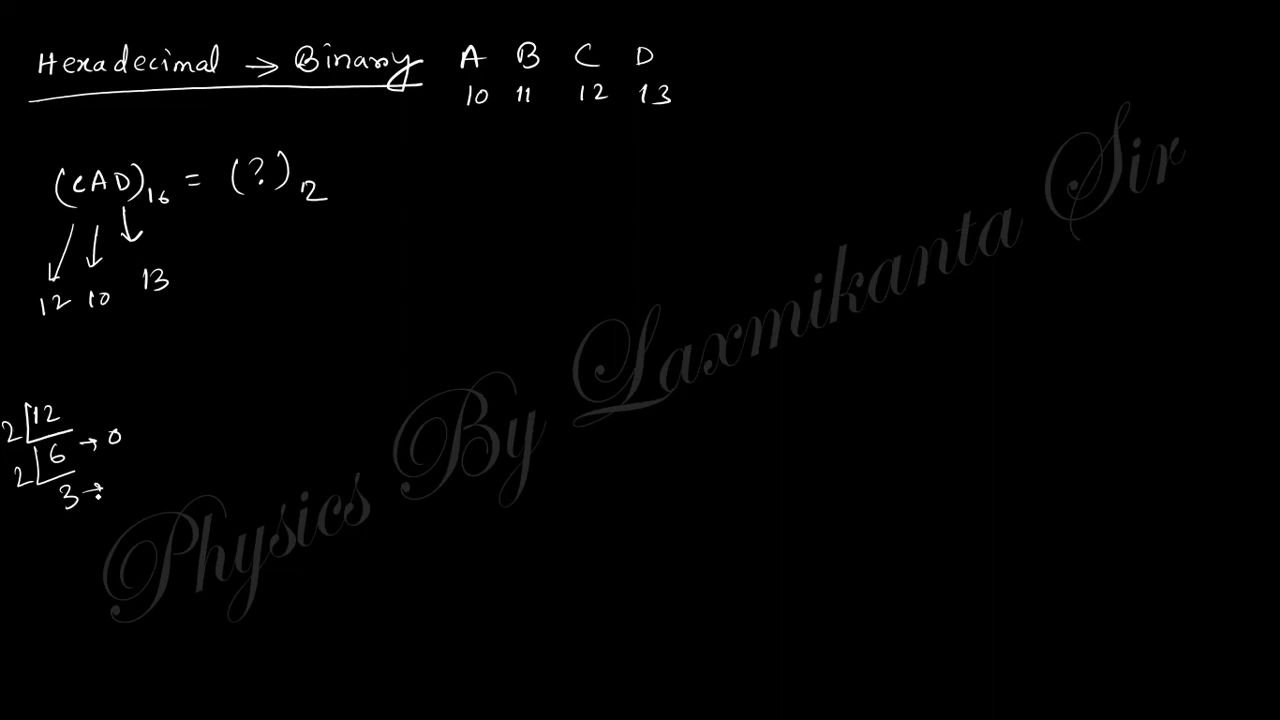 Hexadecimal → Binary A B C D
10 11 12 13
(CAD)₁₆ = (?)₂
12 10 13
2 12
2 6 → 0
3 →
Physics By Laxmikanta Sir